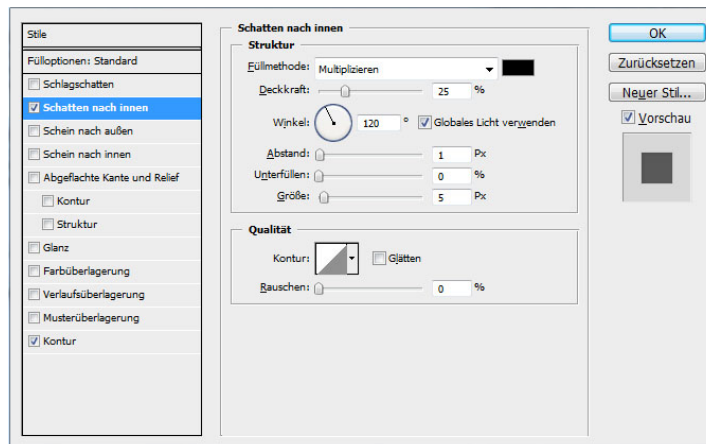 Stile
Fülloptionen: Standard
Schlagschatten
Schatten nach innen
Schein nach außen
Schein nach innen
Abgeflachte Kante und Relief
Kontur
Struktur
Glanz
Farbüberlagerung
Verlaufsüberlagerung
Musterüberlagerung
Kontur
Schatten nach innen
Struktur
Füllmethode: Multiplizieren
Deckkraft: 25 %
Winkel: 120 ° Globales Licht verwenden
Abstand: 1 Px
Unterfüllen: 0 %
Größe: 5 Px
Qualität
Kontur: Glätten
Rauschen: 0 %
OK
Zurücksetzen
Neuer Stil...
Vorschau